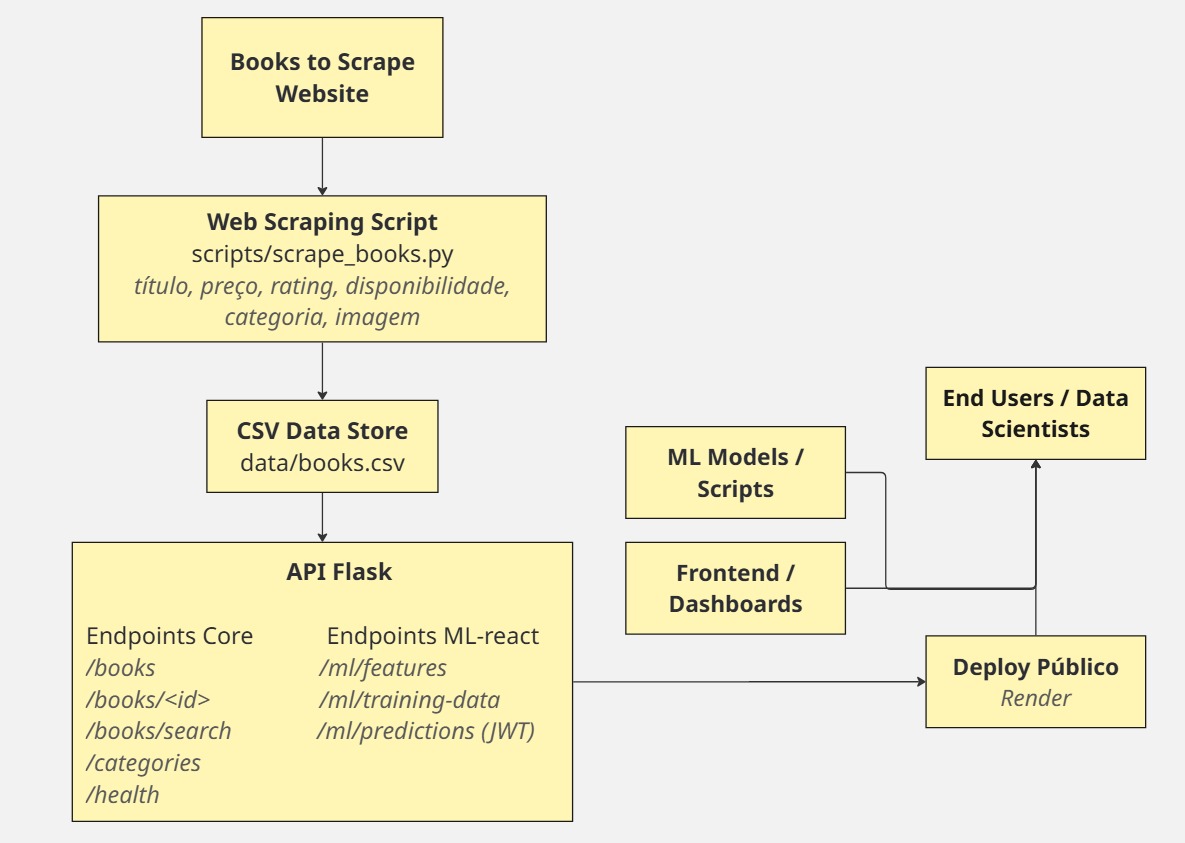 Books to Scrape
Website
Web Scraping Script
scripts/scrape_books.py
título, preço, rating, disponibilidade,
categoria, imagem
CSV Data Store
data/books.csv
API Flask
Endpoints Core
/books
/books/<id>
/books/search
/categories
/health
Endpoints ML-react
/ml/features
/ml/training-data
/ml/predictions (JWT)
ML Models /
Scripts
Frontend /
Dashboards
End Users / Data
Scientists
Deploy Público
Render